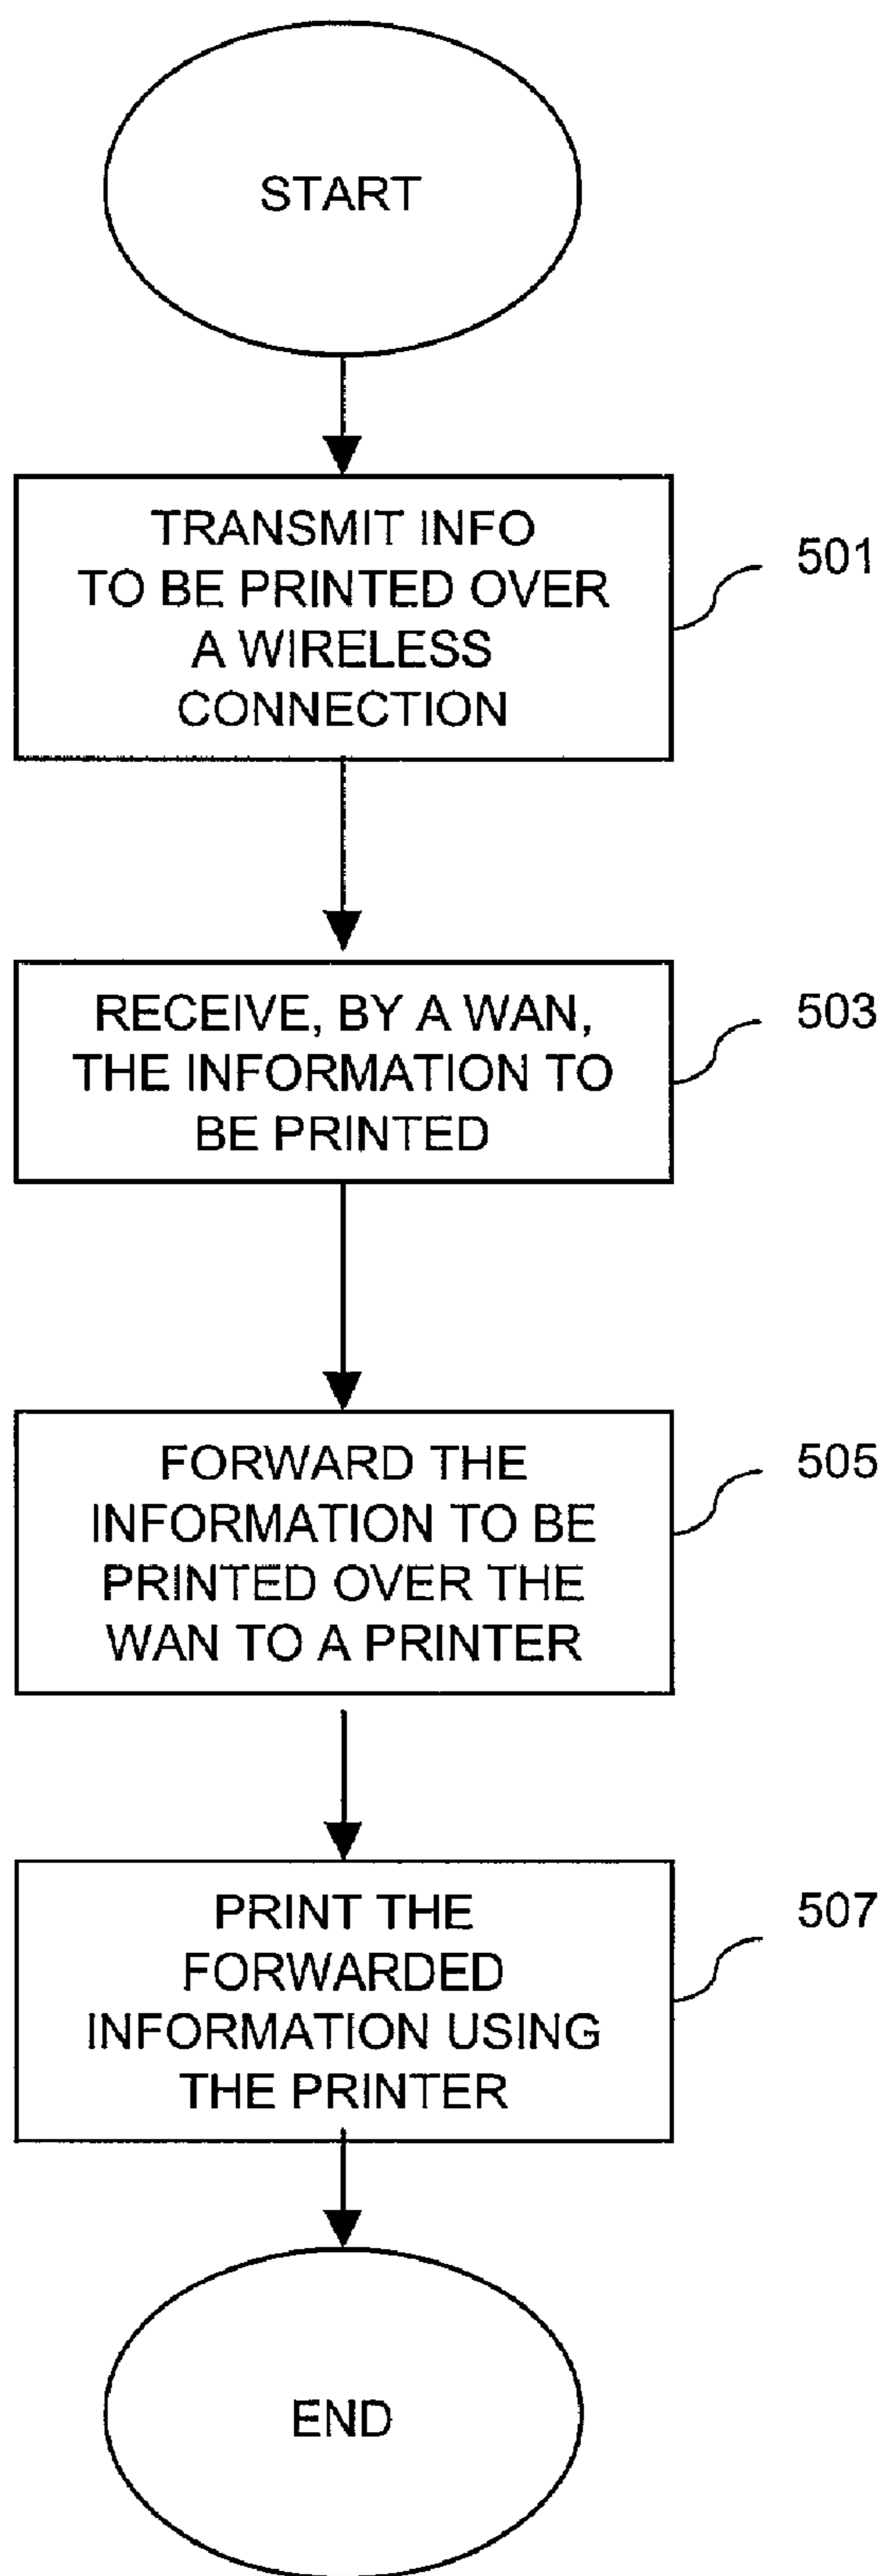 START
TRANSMIT INFO
TO BE PRINTED OVER
A WIRELESS
CONNECTION
501
RECEIVE, BY A WAN,
THE INFORMATION TO
BE PRINTED
503
FORWARD THE
INFORMATION TO BE
PRINTED OVER THE
WAN TO A PRINTER
505
PRINT THE
FORWARDED
INFORMATION USING
THE PRINTER
507
END